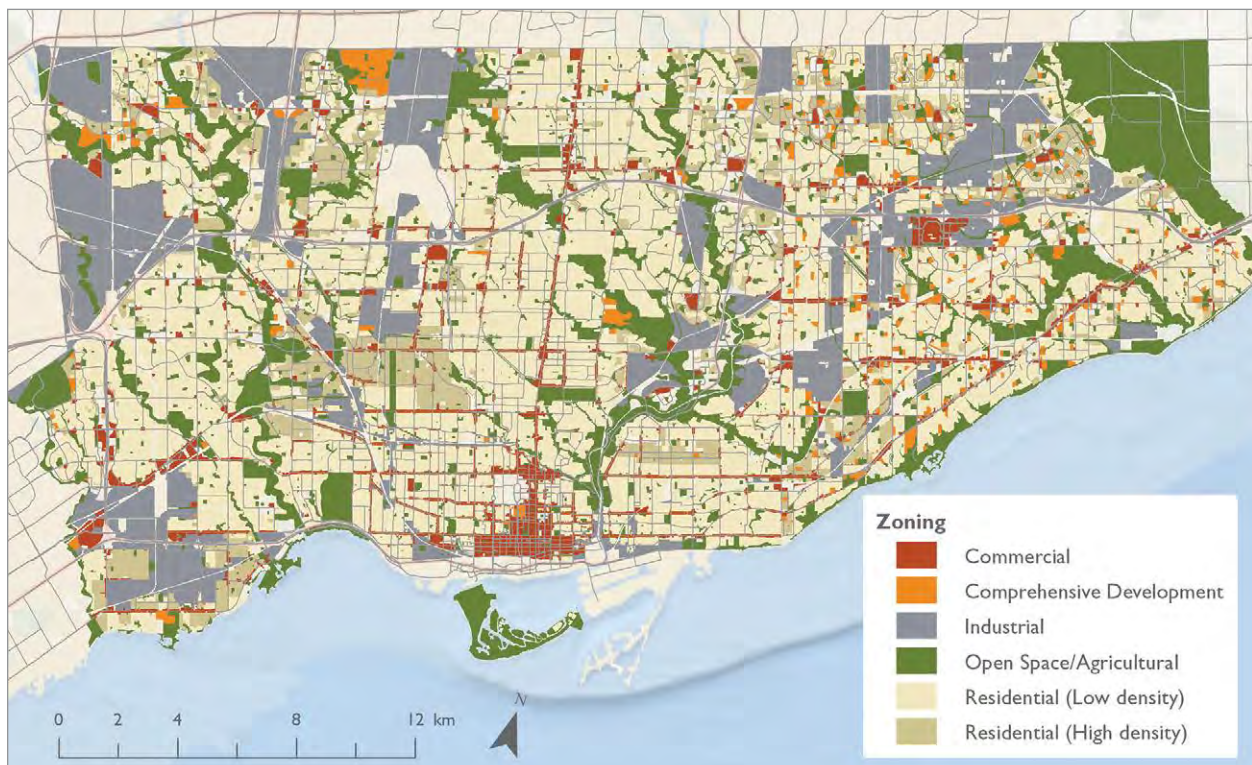 Zoning
Commercial
Comprehensive Development
Industrial
Open Space/Agricultural
Residential (Low density)
Residential (High density)
N
0 2 4 8 12 km